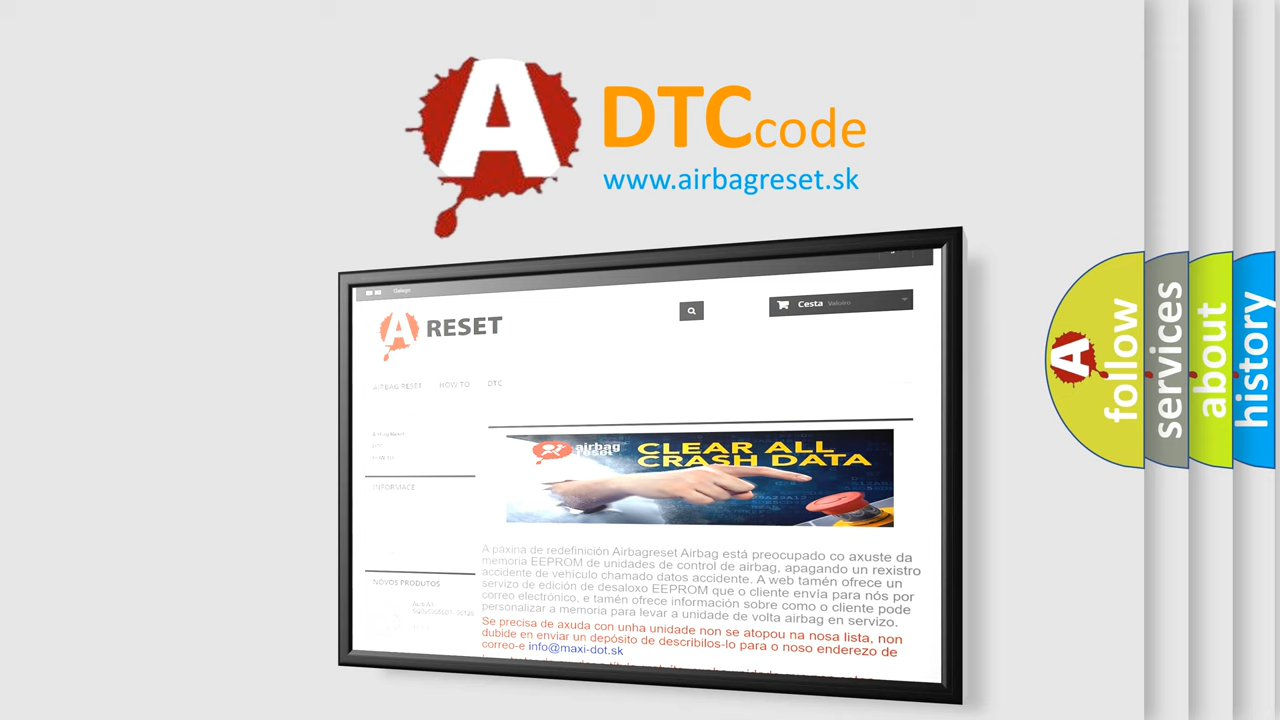 A DTCcode
www.airbagreset.sk
Galego
A RESET
Cesta Valeiro
AIRBAG RESET HOW TO DTC
INFORMACE
airbag
reset
CLEAR ALL
CRASH DATA
A páxina de redefinición Airbagreset Airbag está preocupado co axuste da
memoria EEPROM de unidades de control de airbag, apagando un rexistro
accidente de vehículo chamado datos accidente. A web tamén ofrece un
servizo de edición de desaloxo EEPROM que o cliente envía para nós por
correo electrónico, e tamén ofrece información sobre como o cliente pode
personalizar a memoria para levar a unidade de volta airbag en servizo.
Se precisa de axuda con unha unidade non se atopou na nosa lista, non
dubide en enviar un depósito de describilos-lo para o noso enderezo de
correo-e info@maxi-dot.sk
NOVOS PRODUTOS
A follow
services
about
history